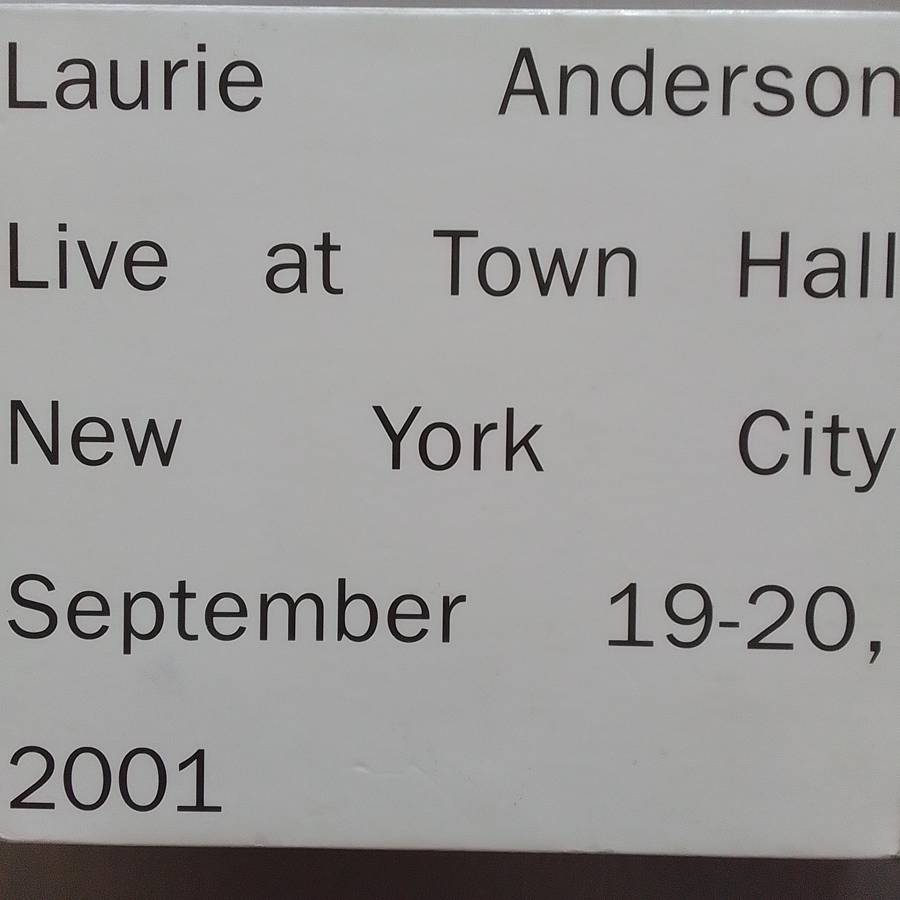 Laurie Anderson
Live at Town Hall
New York City
September 19-20,
2001